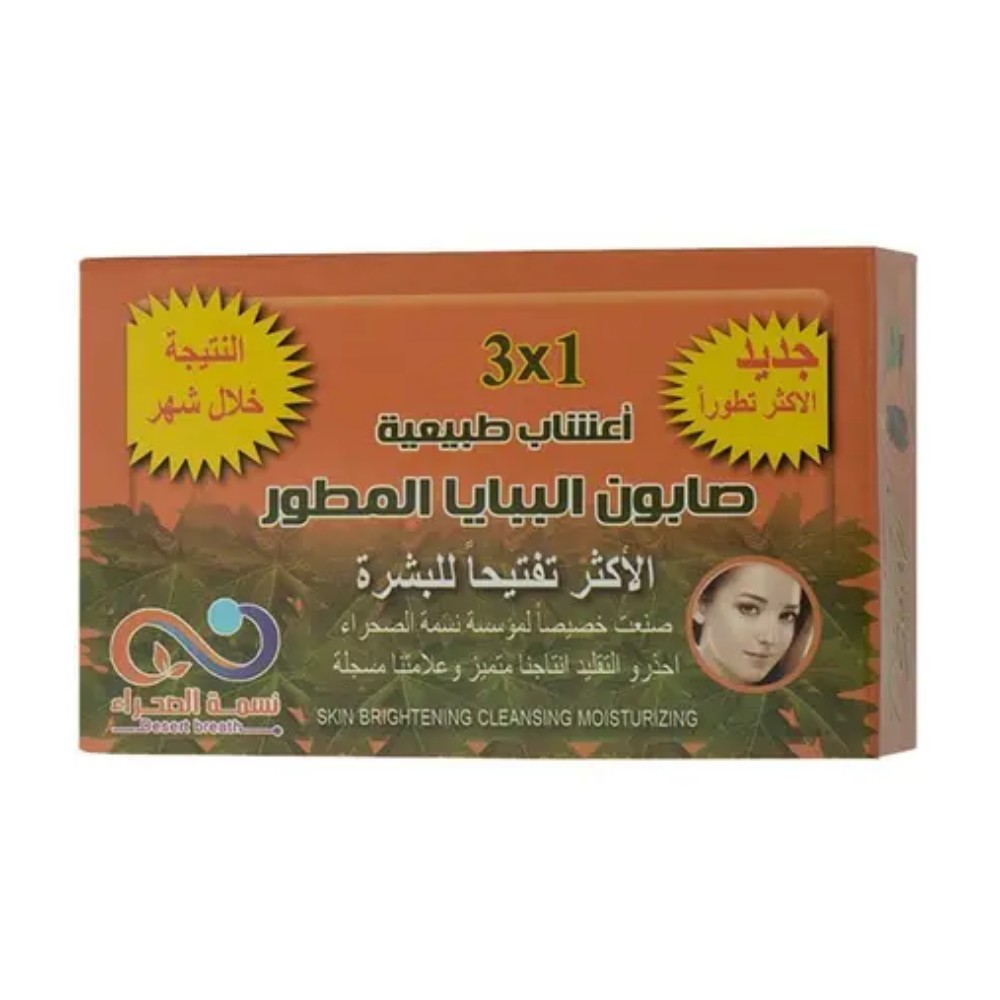 النتيجة
خلال شهر
3x1
جديد
الاكثر تطوراً
أعشاب طبيعية
صابون الببايا المطور
الأكثر تفتيحاً للبشرة
صنعت خصيصاً لمؤسسة نسمة الصحراء
احذرو التقليد انتاجنا متميز وعلامتنا مسجلة
SKIN BRIGHTENING CLEANSING MOISTURIZING
نسمة الصحراء
Desert breath